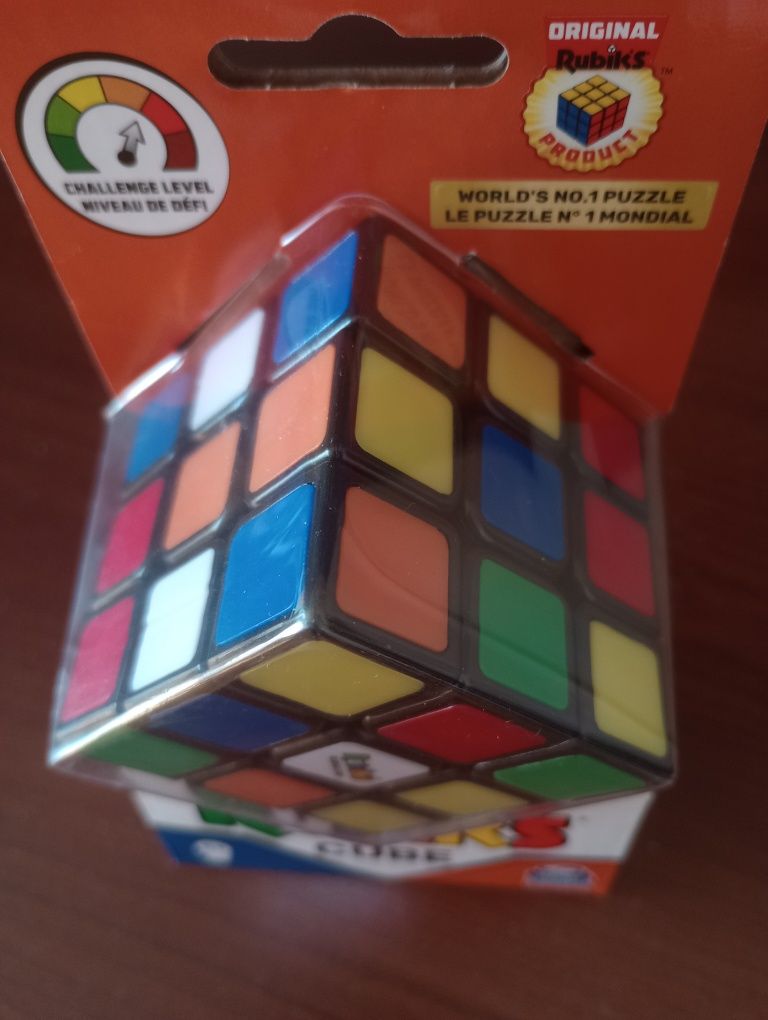 ORIGINAL
Rubik's
PRODUCT
CHALLENGE LEVEL
NIVEAU DE DÉFI
WORLD'S NO.1 PUZZLE
LE PUZZLE N° 1 MONDIAL
CUBE